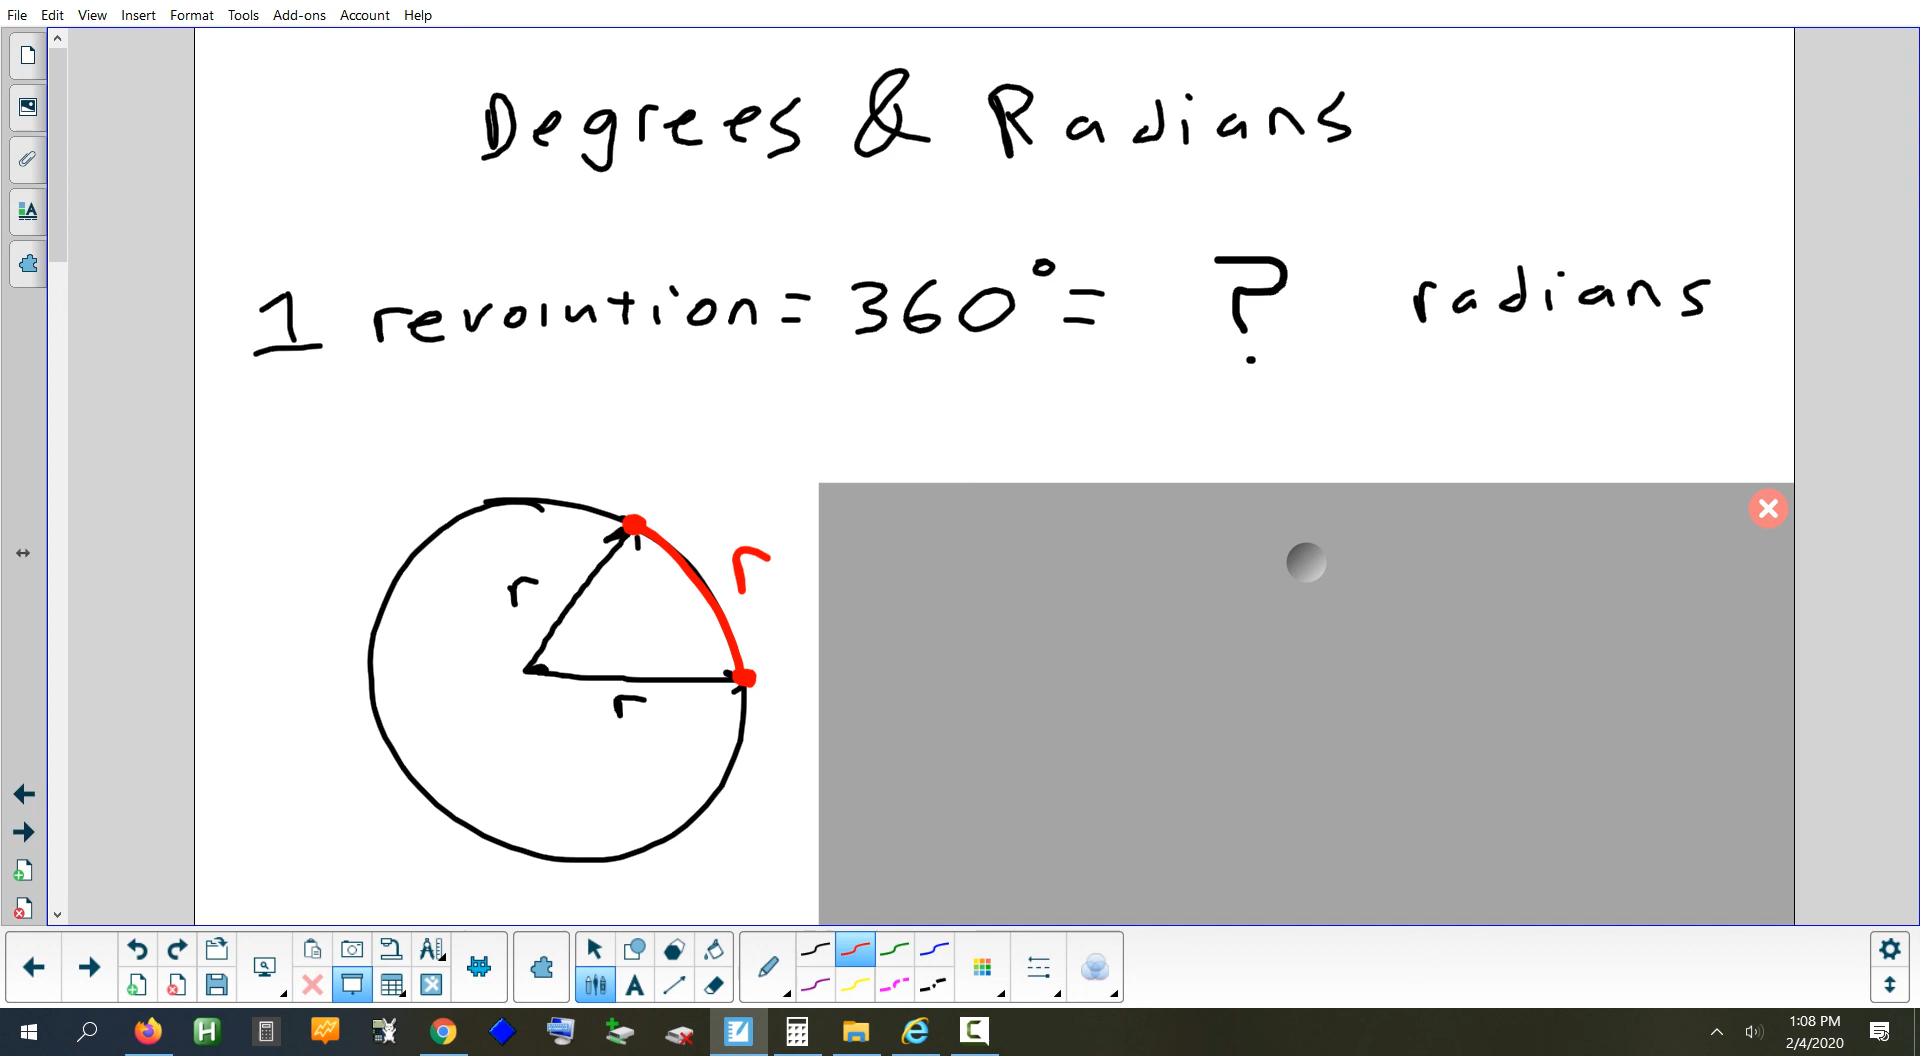 File Edit View Insert Format Tools Add-ons Account Help
Degrees & Radians
1 revolution = 360° = ? radians
r
r
r
1:08 PM
2/4/2020